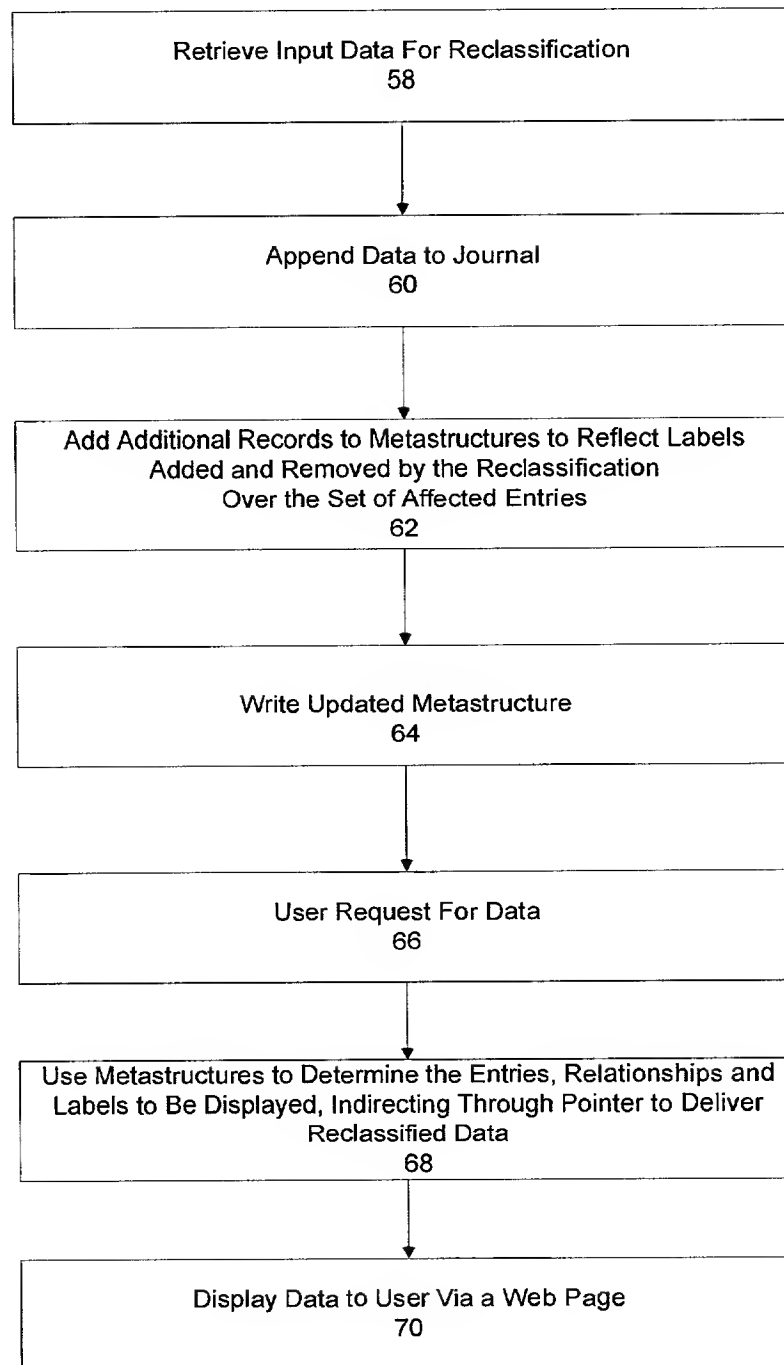 Retrieve Input Data For Reclassification
58
Append Data to Journal
60
Add Additional Records to Metastructures to Reflect Labels
Added and Removed by the Reclassification
Over the Set of Affected Entries
62
Write Updated Metastructure
64
User Request For Data
66
Use Metastructures to Determine the Entries, Relationships and
Labels to Be Displayed, Indirecting Through Pointer to Deliver
Reclassified Data
68
Display Data to User Via a Web Page
70